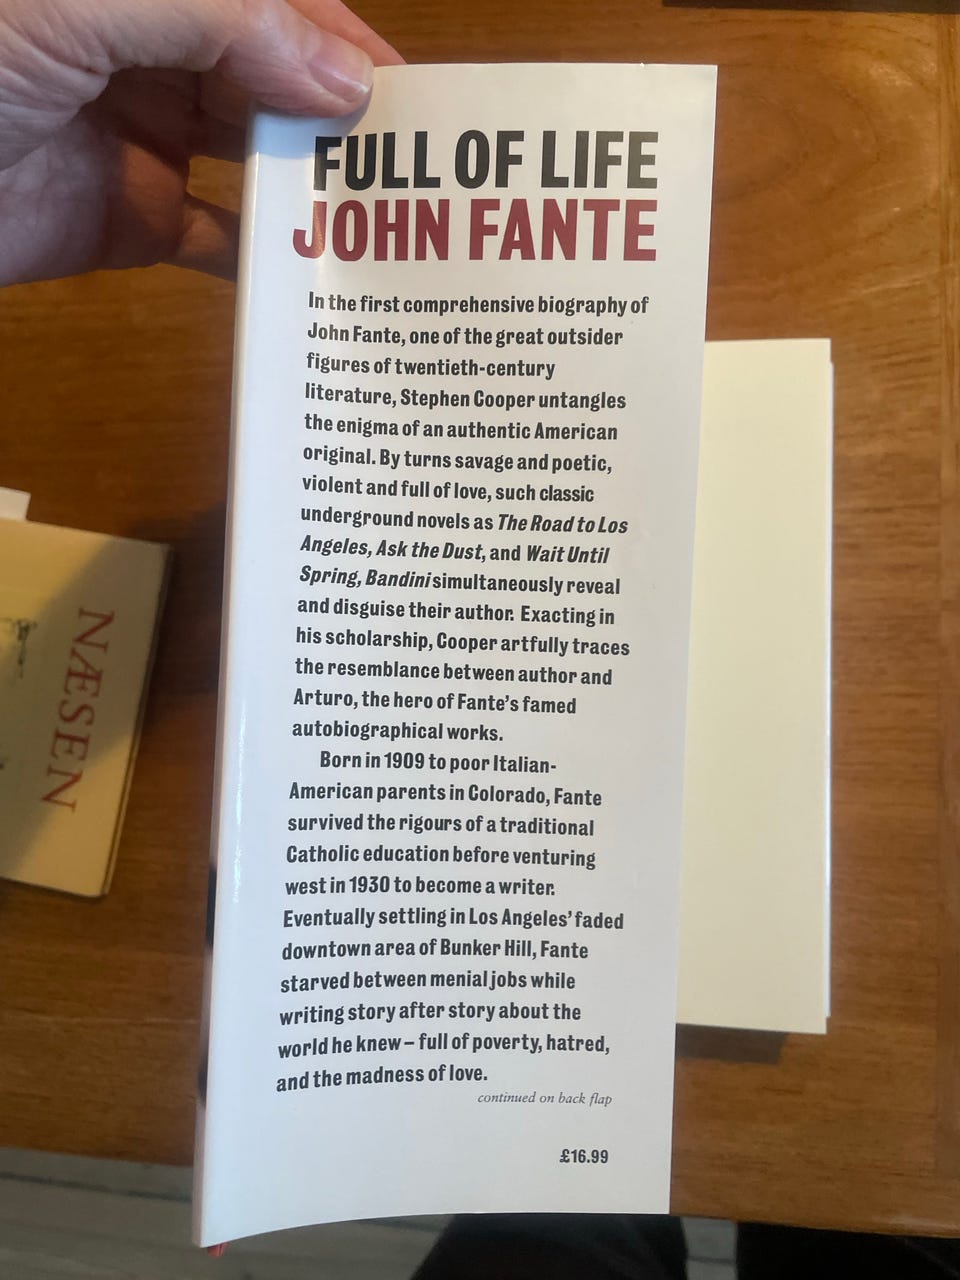 FULL OF LIFE
JOHN FANTE
In the first comprehensive biography of
John Fante, one of the great outsider
figures of twentieth-century
literature, Stephen Cooper untangles
the enigma of an authentic American
original. By turns savage and poetic,
violent and full of love, such classic
underground novels as The Road to Los
Angeles, Ask the Dust, and Wait Until
Spring, Bandini simultaneously reveal
and disguise their author. Exacting in
his scholarship, Cooper artfully traces
the resemblance between author and
Arturo, the hero of Fante's famed
autobiographical works.
Born in 1909 to poor Italian-
American parents in Colorado, Fante
survived the rigours of a traditional
Catholic education before venturing
west in 1930 to become a writer.
Eventually settling in Los Angeles' faded
downtown area of Bunker Hill, Fante
starved between menial jobs while
writing story after story about the
world he knew – full of poverty, hatred,
and the madness of love.
continued on back flap
£16.99
NÆSEN